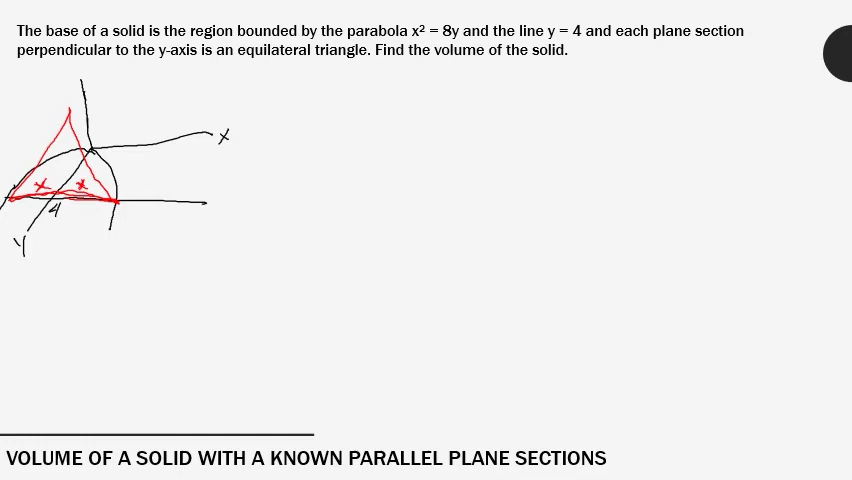 The base of a solid is the region bounded by the parabola x² = 8y and the line y = 4 and each plane section
perpendicular to the y-axis is an equilateral triangle. Find the volume of the solid.
x
x x
4
y
VOLUME OF A SOLID WITH A KNOWN PARALLEL PLANE SECTIONS